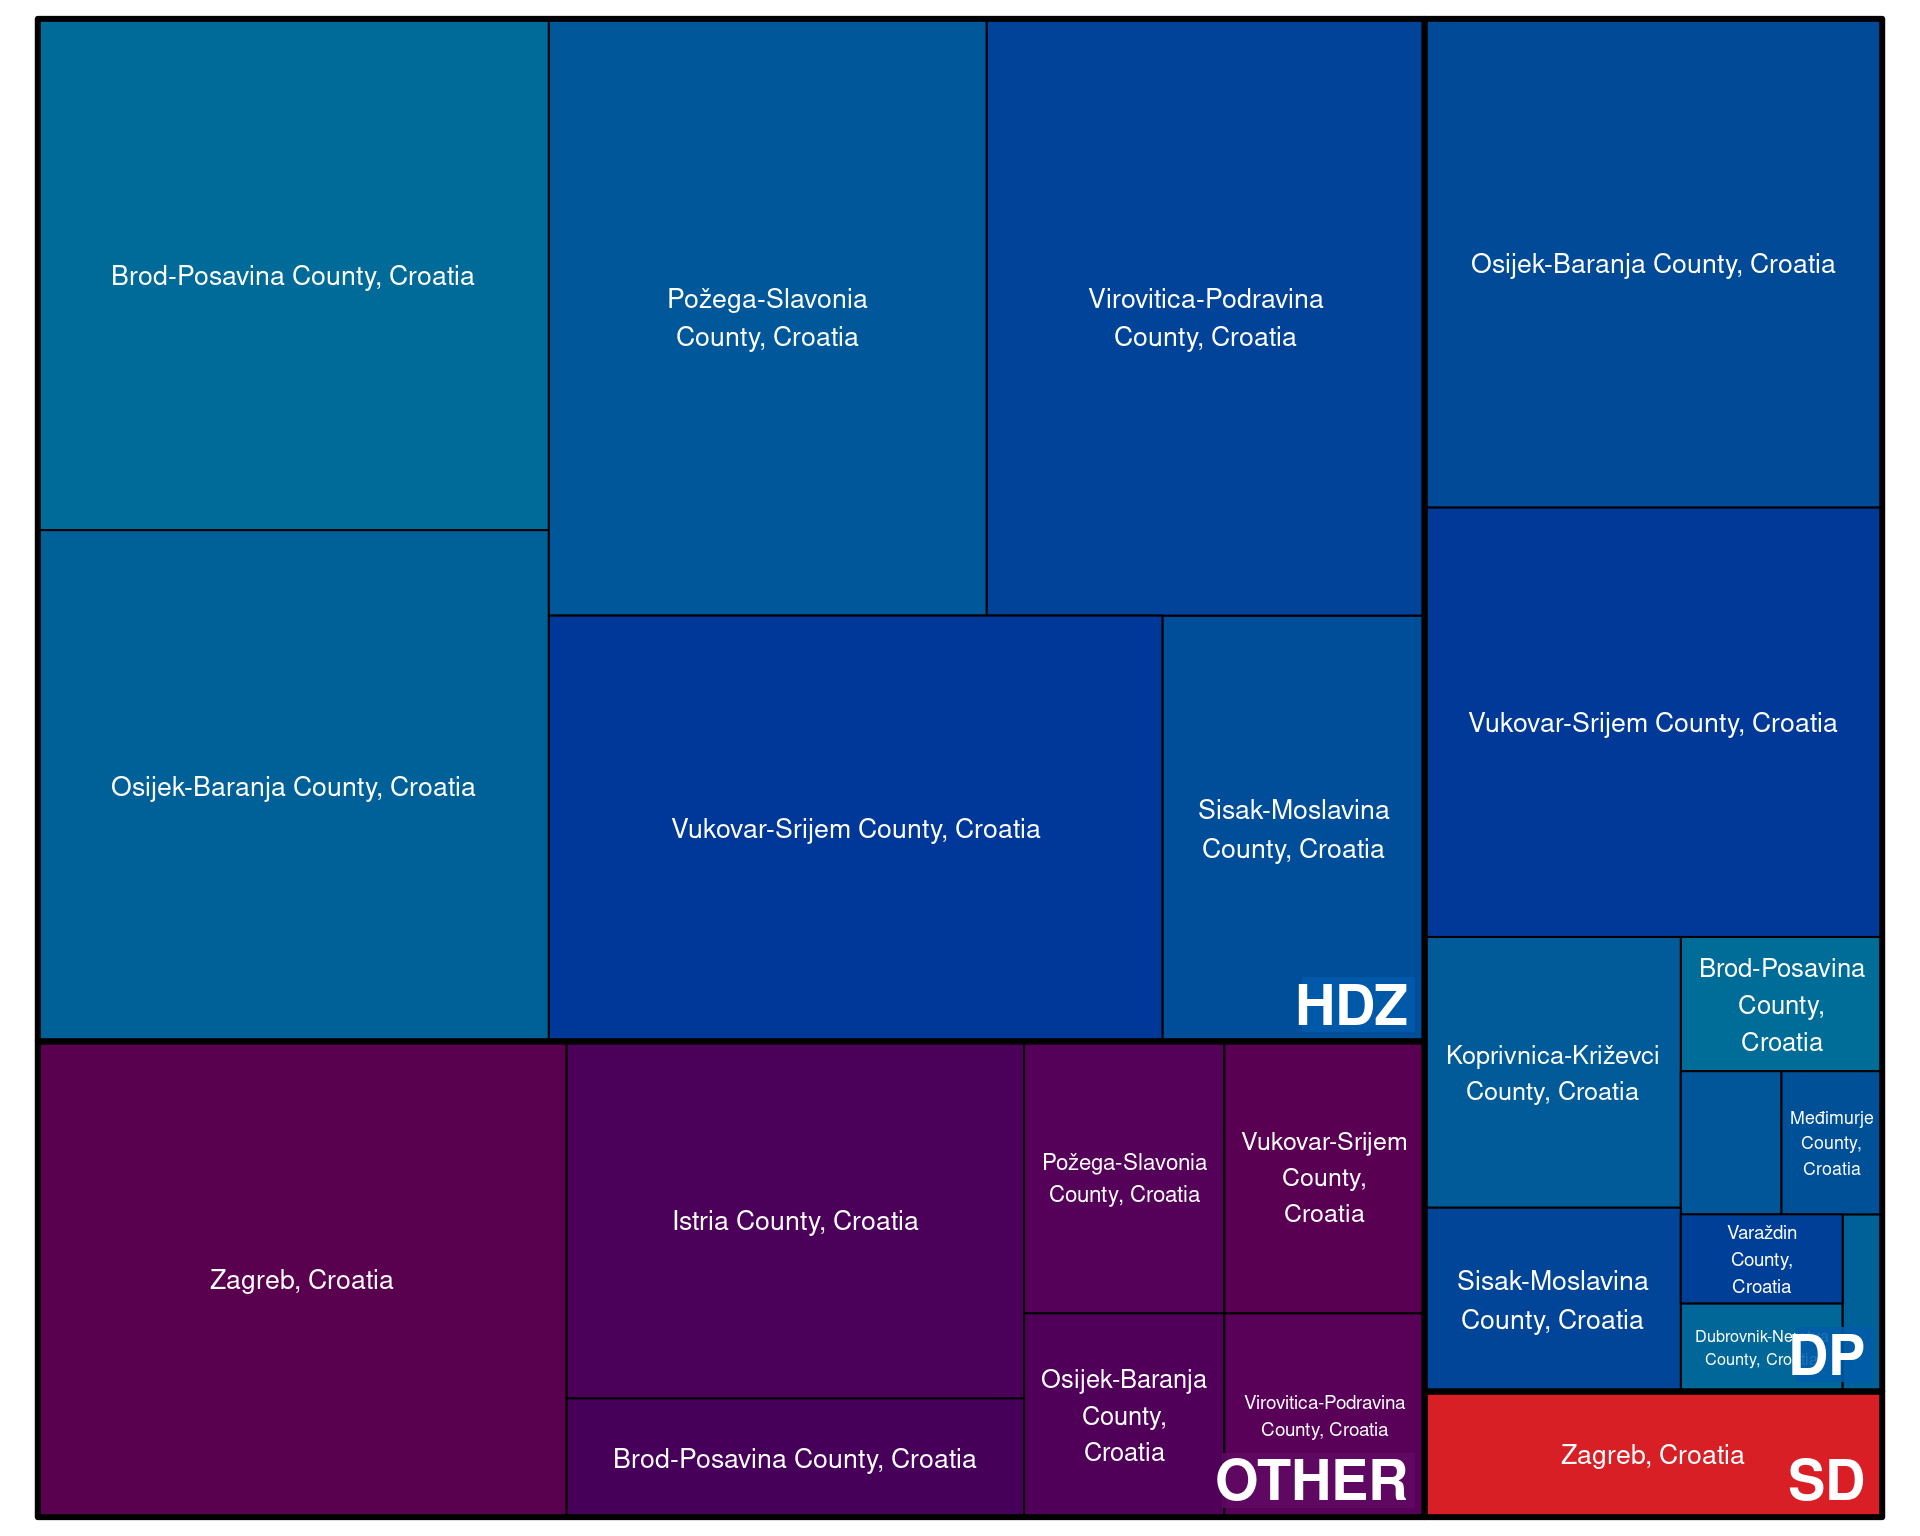 Brod-Posavina County, Croatia
Osijek-Baranja County, Croatia
Požega-Slavonia
County, Croatia
Virovitica-Podravina
County, Croatia
Vukovar-Srijem County, Croatia
Sisak-Moslavina
County, Croatia
HDZ
Osijek-Baranja County, Croatia
Vukovar-Srijem County, Croatia
Koprivnica-Križevci
County, Croatia
Brod-Posavina
County,
Croatia
Međimurje
County,
Croatia
Sisak-Moslavina
County, Croatia
Varaždin
County,
Croatia
County,
DP
Zagreb, Croatia
Istria County, Croatia
Brod-Posavina County, Croatia
Požega-Slavonia
County, Croatia
Vukovar-Srijem
County,
Croatia
Osijek-Baranja
County,
Croatia
Virovitica-Podravina
County, Croatia
OTHER
Zagreb, Croatia
SD